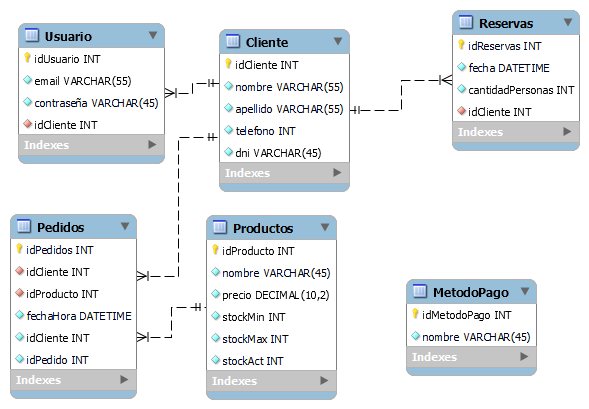 Usuario
idUsuario INT
email VARCHAR(55)
contraseña VARCHAR(45)
idCliente INT
Indexes
Cliente
idCliente INT
nombre VARCHAR(55)
apellido VARCHAR(55)
telefono INT
dni VARCHAR(45)
Indexes
Reservas
idReservas INT
fecha DATETIME
cantidadPersonas INT
idCliente INT
Indexes
Pedidos
idPedidos INT
idCliente INT
idProducto INT
fechaHora DATETIME
idCliente INT
idPedido INT
Indexes
Productos
idProducto INT
nombre VARCHAR(45)
precio DECIMAL(10,2)
stockMin INT
stockMax INT
stockAct INT
Indexes
MetodoPago
idMetodoPago INT
nombre VARCHAR(45)
Indexes